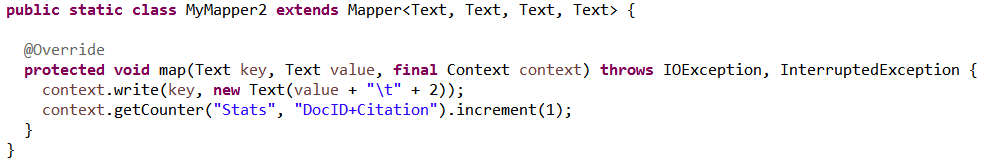 public static class MyMapper2 extends Mapper<Text, Text, Text, Text> {
@Override
protected void map(Text key, Text value, final Context context) throws IOException, InterruptedException {
context.write(key, new Text(value + "\t" + 2));
context.getCounter("Stats", "DocID+Citation").increment(1);
}
}